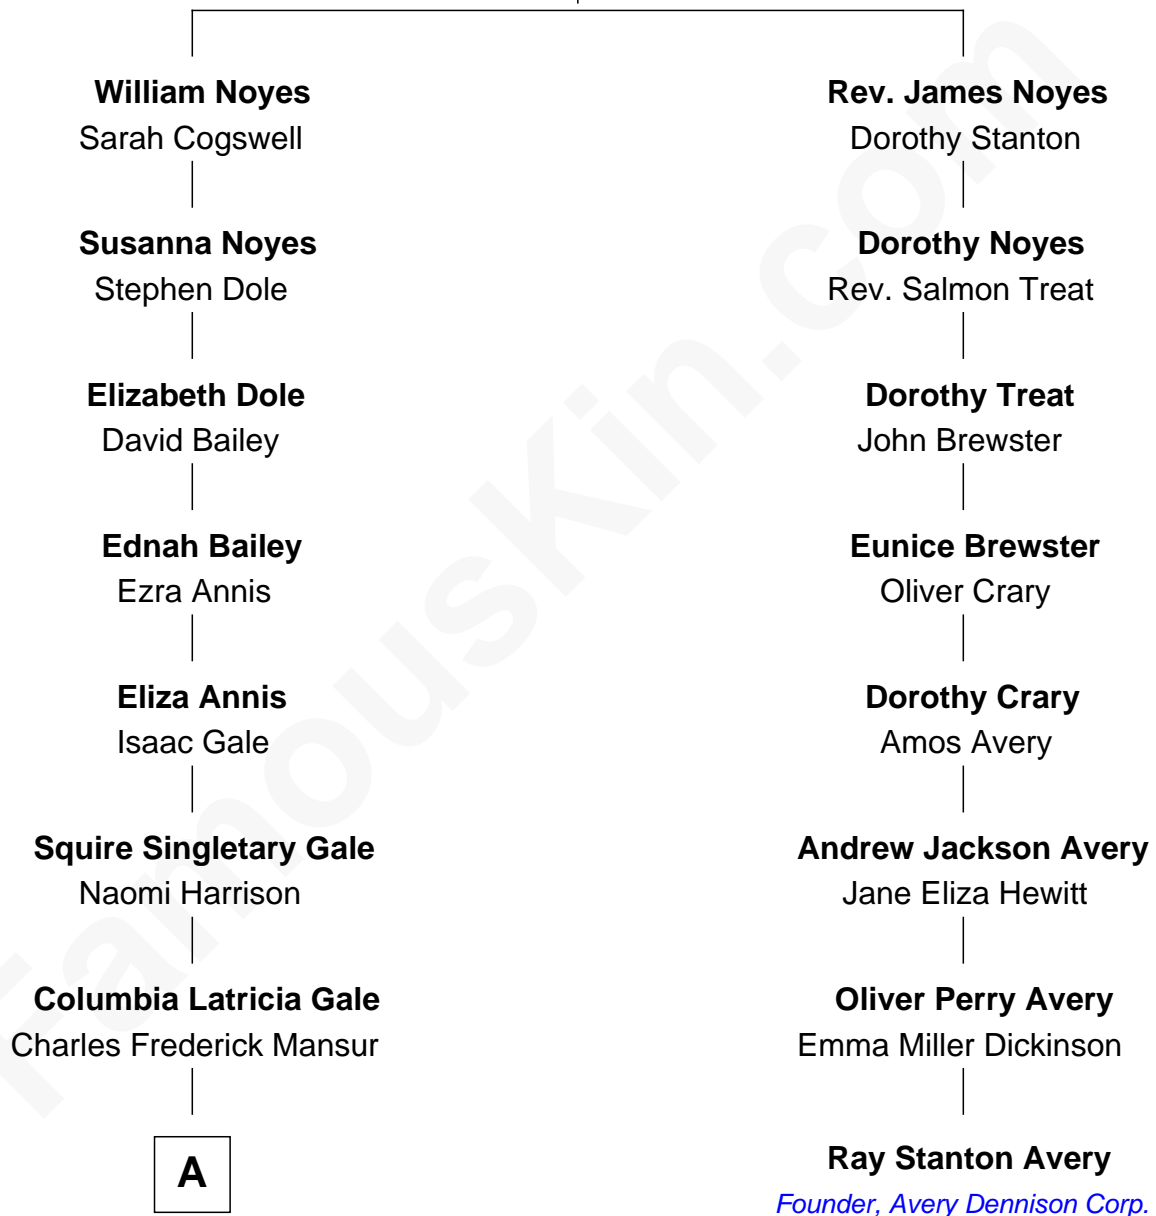 William Noyes
Sarah Cogswell
Susanna Noyes
Stephen Dole
Elizabeth Dole
David Bailey
Ednah Bailey
Ezra Annis
Eliza Annis
Isaac Gale
Squire Singletary Gale
Naomi Harrison
Columbia Latricia Gale
Charles Frederick Mansur
A
Rev. James Noyes
Dorothy Stanton
Dorothy Noyes
Rev. Salmon Treat
Dorothy Treat
John Brewster
Eunice Brewster
Oliver Crary
Dorothy Crary
Amos Avery
Andrew Jackson Avery
Jane Eliza Hewitt
Oliver Perry Avery
Emma Miller Dickinson
Ray Stanton Avery
Founder, Avery Dennison Corp.
FamousKin.com